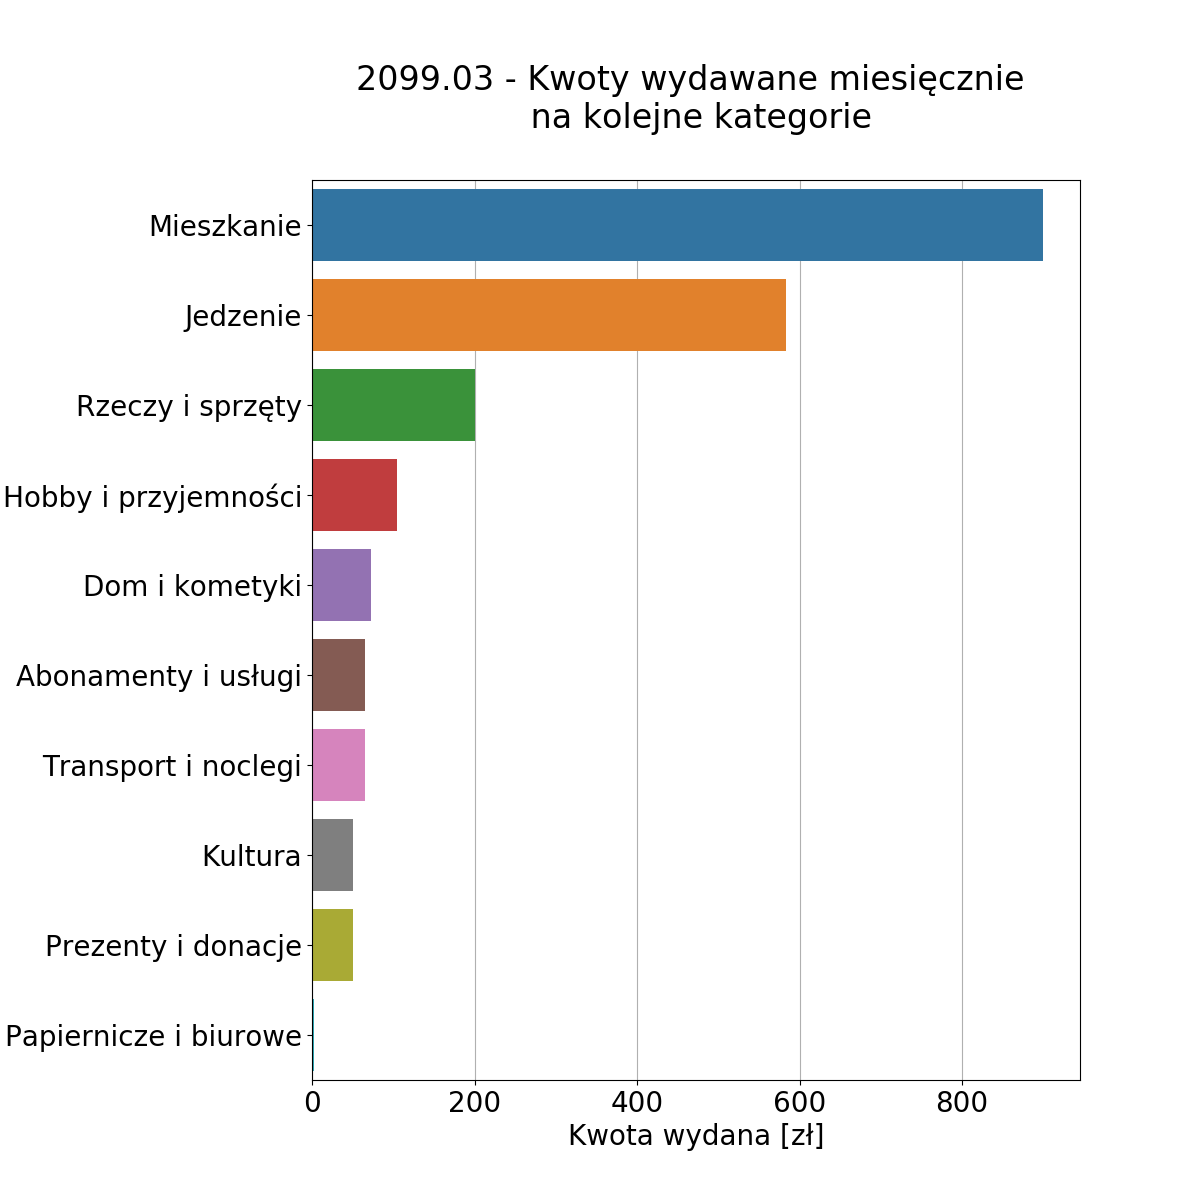 2099.03 - Kwoty wydawane miesięcznie
na kolejne kategorie
Mieszkanie
Jedzenie
Rzeczy i sprzęty
Hobby i przyjemności
Dom i kometyki
Abonamenty i usługi
Transport i noclegi
Kultura
Prezenty i donacje
Papiernicze i biurowe
0 200 400 600 800
Kwota wydana [zł]